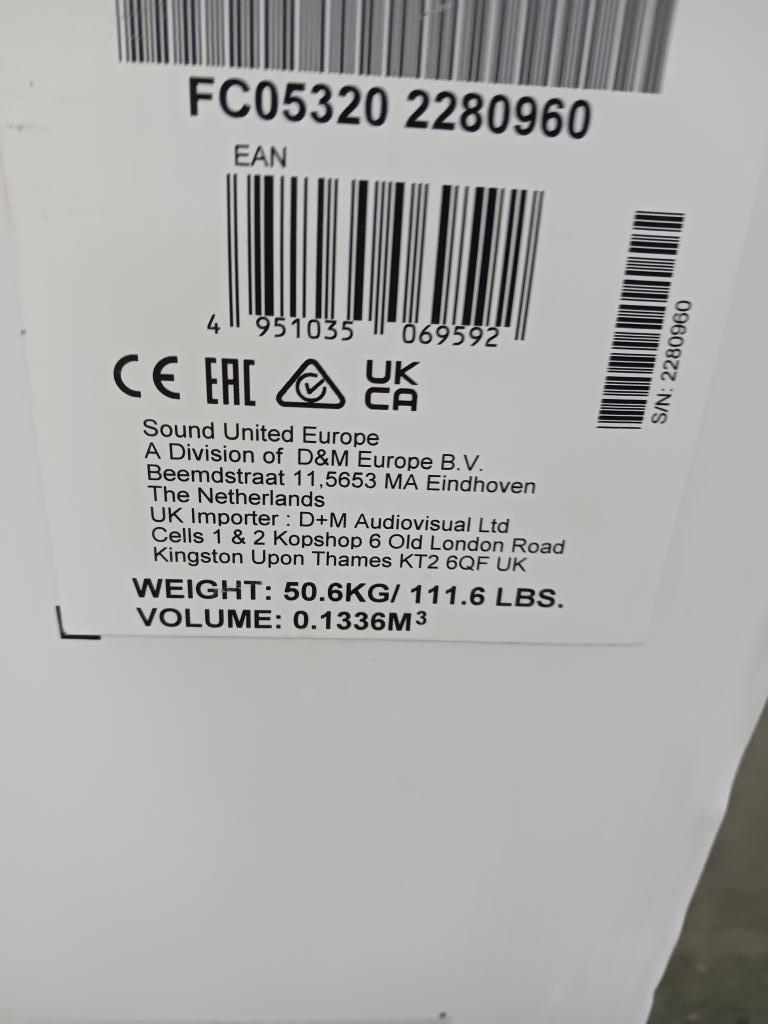 FC05320 2280960
EAN
4 951035 069592
S/N: 2280960
CE EAC UK CA
Sound United Europe
A Division of D&M Europe B.V.
Beemdstraat 11,5653 MA Eindhoven
The Netherlands
UK Importer : D+M Audiovisual Ltd
Cells 1 & 2 Kopshop 6 Old London Road
Kingston Upon Thames KT2 6QF UK
WEIGHT: 50.6KG/ 111.6 LBS.
VOLUME: 0.1336M³